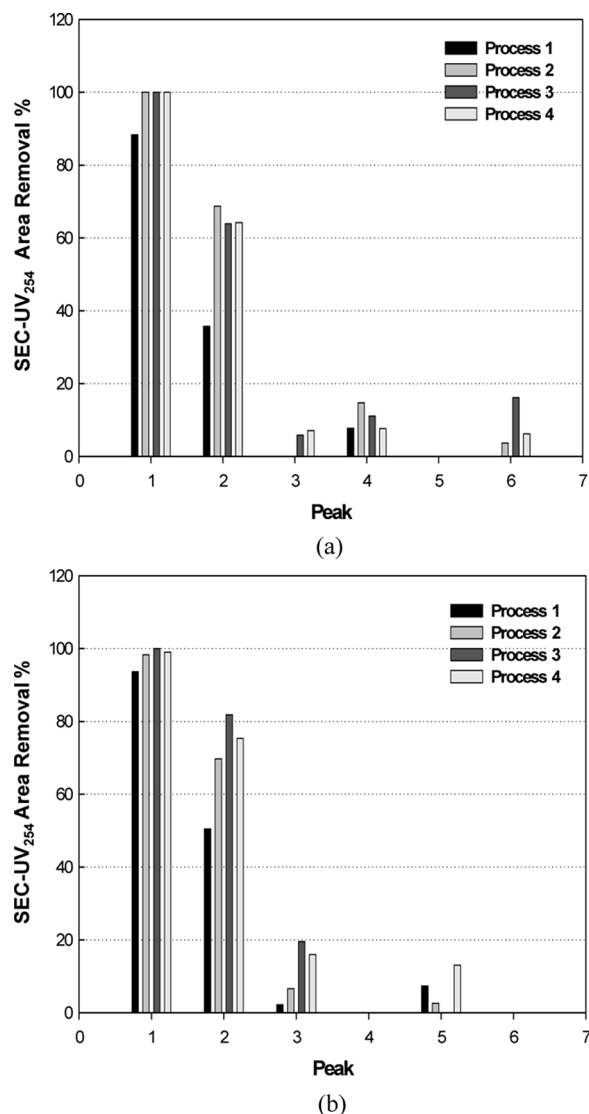 120
100
80
60
40
20
0
SEC-UV254 Area Removal %
Process 1
Process 2
Process 3
Process 4
0 1 2 3 4 5 6 7
Peak
(a)
120
100
80
60
40
20
0
SEC-UV254 Area Removal %
Process 1
Process 2
Process 3
Process 4
0 1 2 3 4 5 6 7
Peak
(b)